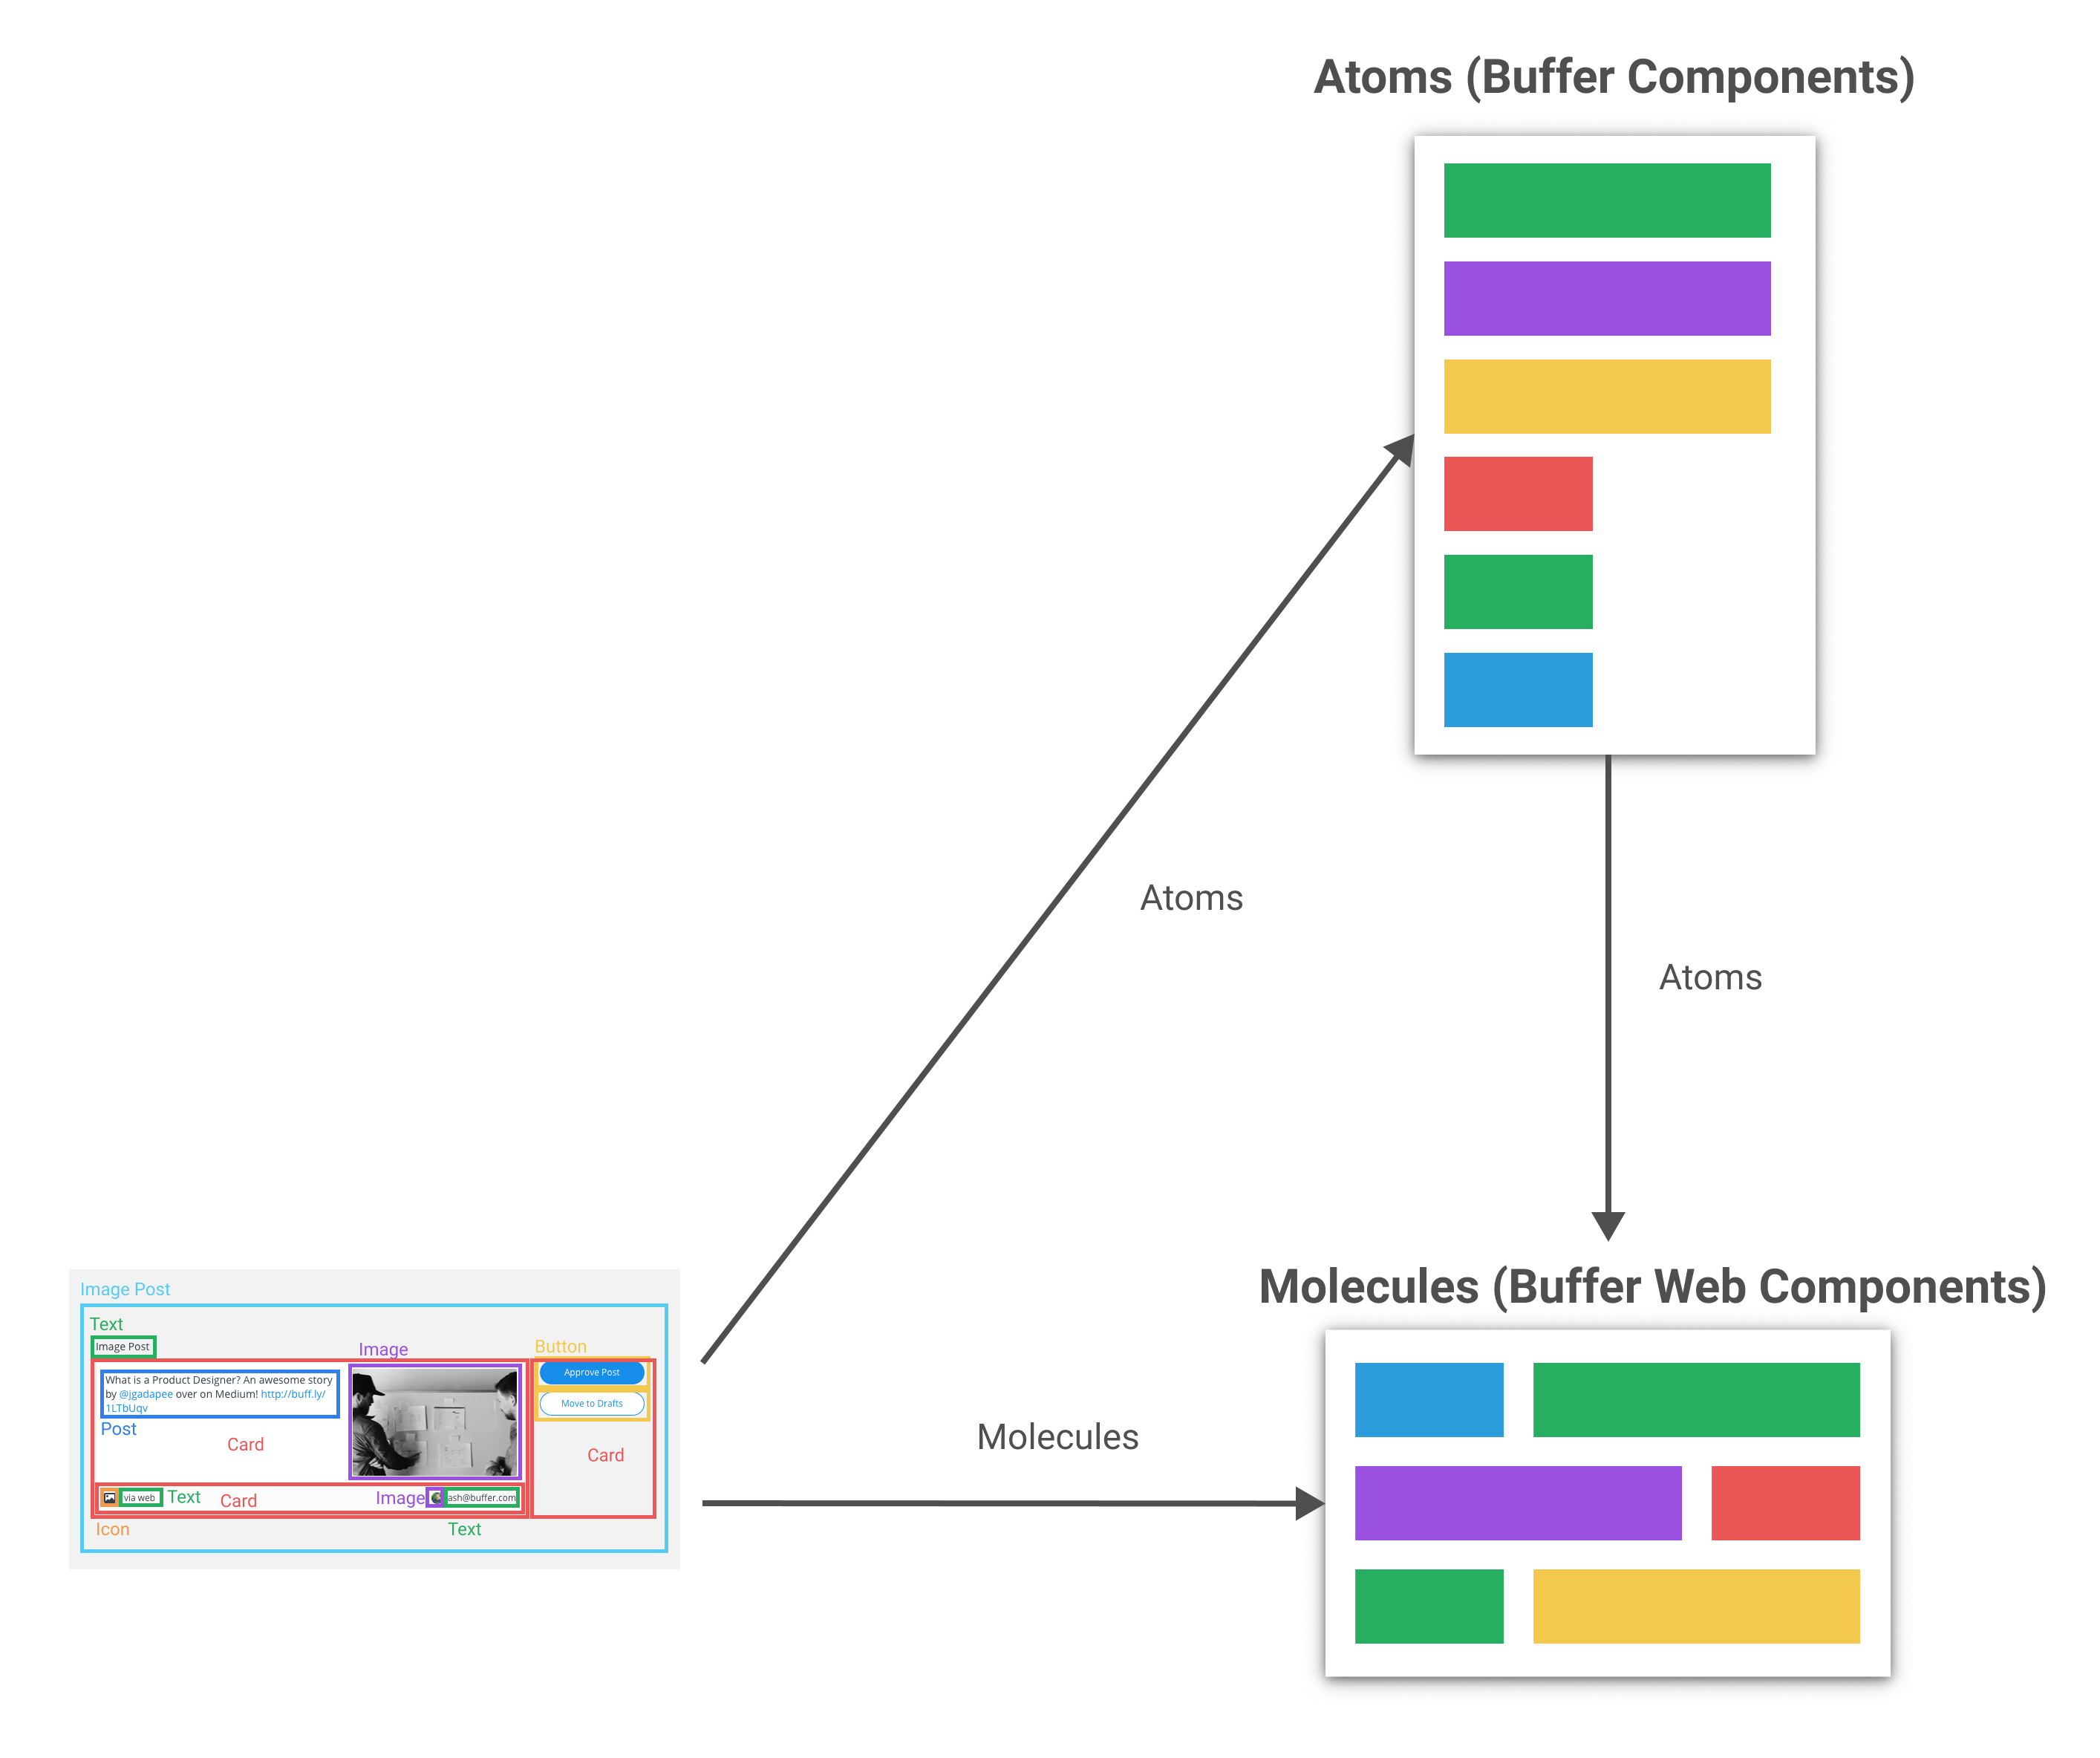 Atoms (Buffer Components)
Atoms
Atoms
Molecules (Buffer Web Components)
Molecules
Image Post
Text
Image Post
Image
Button
What is a Product Designer? An awesome story
by @jgadapee over on Medium! http://buff.ly/
1LTbUqv
Approve Post
Move to Drafts
Post
Card
Card
via web
Text
Card
Image
ash@buffer.com
Icon
Text